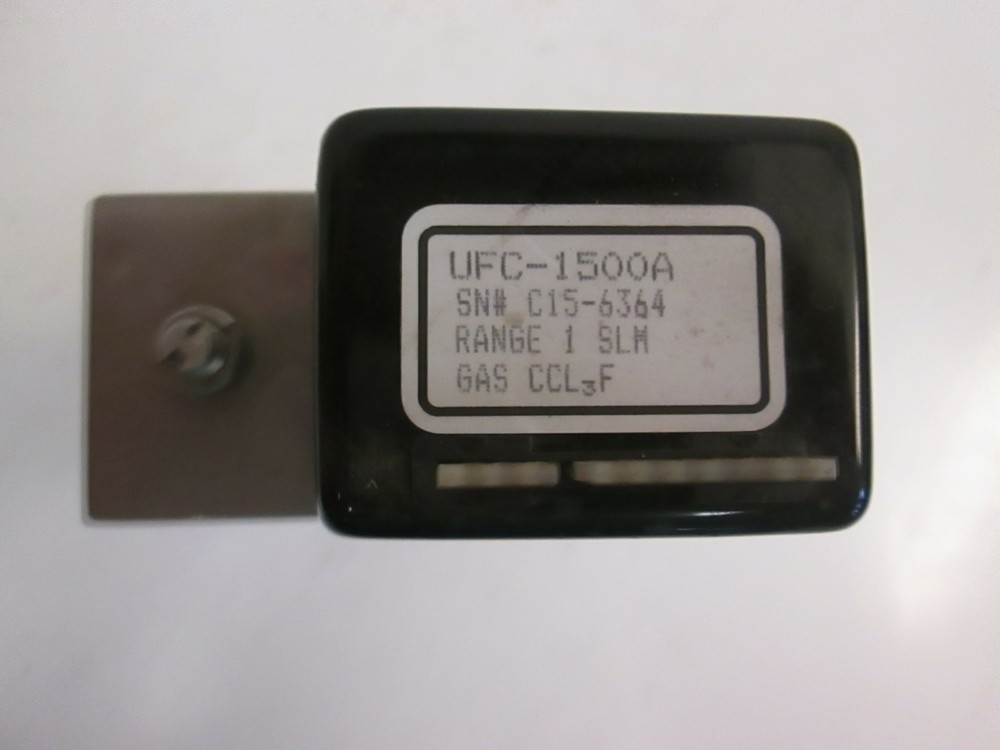 UFC-1500A
SN# C15-6364
RANGE 1 SLM
GAS CCL₃F